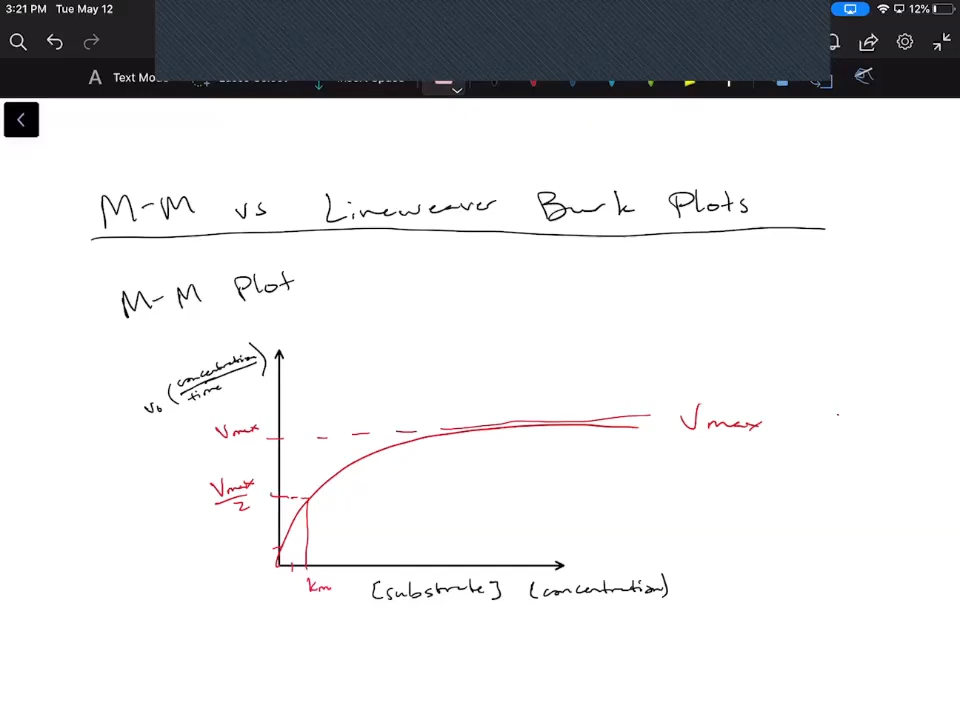 3:21 PM Tue May 12
12%
Text Mo
M-M vs Lineweaver Burk Plots
M-M Plot
v₀ (concentration/time)
Vmax
Vmax
Vmax/2
km
[substrate] (concentration)